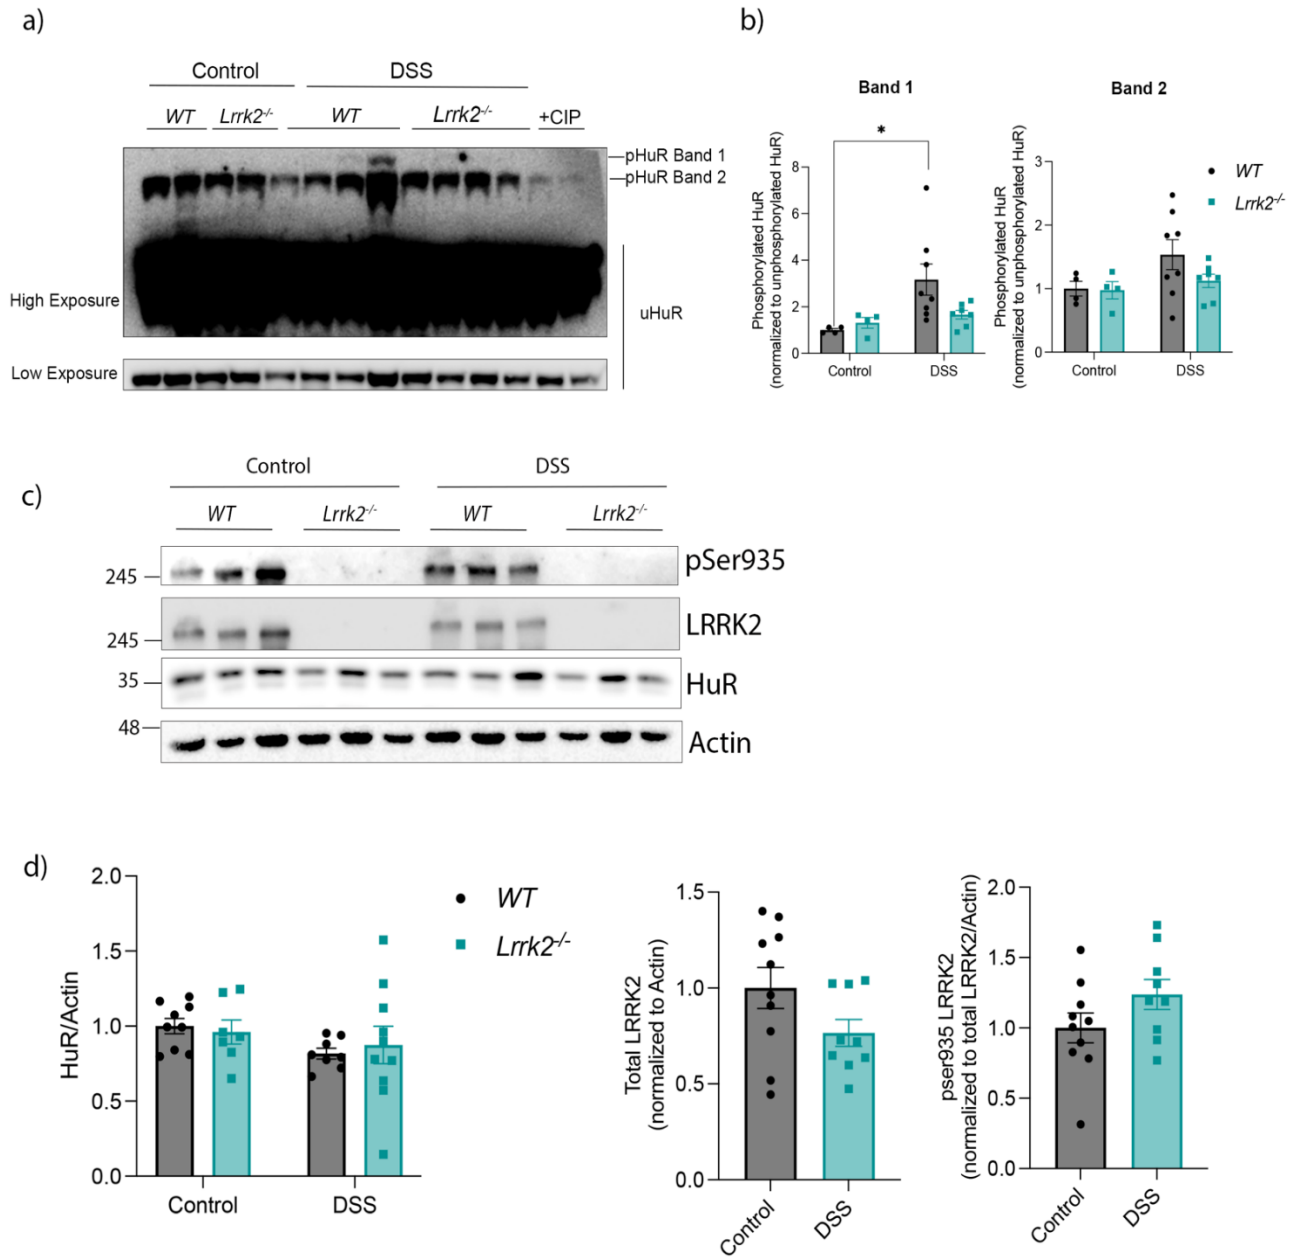 a)
Control DSS
WT Lrrk2-/- WT Lrrk2-/- +CIP
pHuR Band 1
pHuR Band 2
High Exposure
uHuR
Low Exposure
b)
Band 1 Band 2
*
Phosphorylated HuR
(normalized to unphosphorylated HuR)
8
6
4
2
0
Control DSS
Phosphorylated HuR
(normalized to unphosphorylated HuR)
3
2
1
0
Control DSS
WT
Lrrk2-/-
c)
Control DSS
WT Lrrk2-/- WT Lrrk2-/-
245 pSer935
245 LRRK2
35 HuR
48 Actin
d)
HuR/Actin
2.0
1.5
1.0
0.5
0.0
Control DSS
WT
Lrrk2-/-
Total LRRK2
(normalized to Actin)
1.5
1.0
0.5
0.0
Control DSS
pser935 LRRK2
(normalized to total LRRK2/Actin)
2.0
1.5
1.0
0.5
0.0
Control DSS